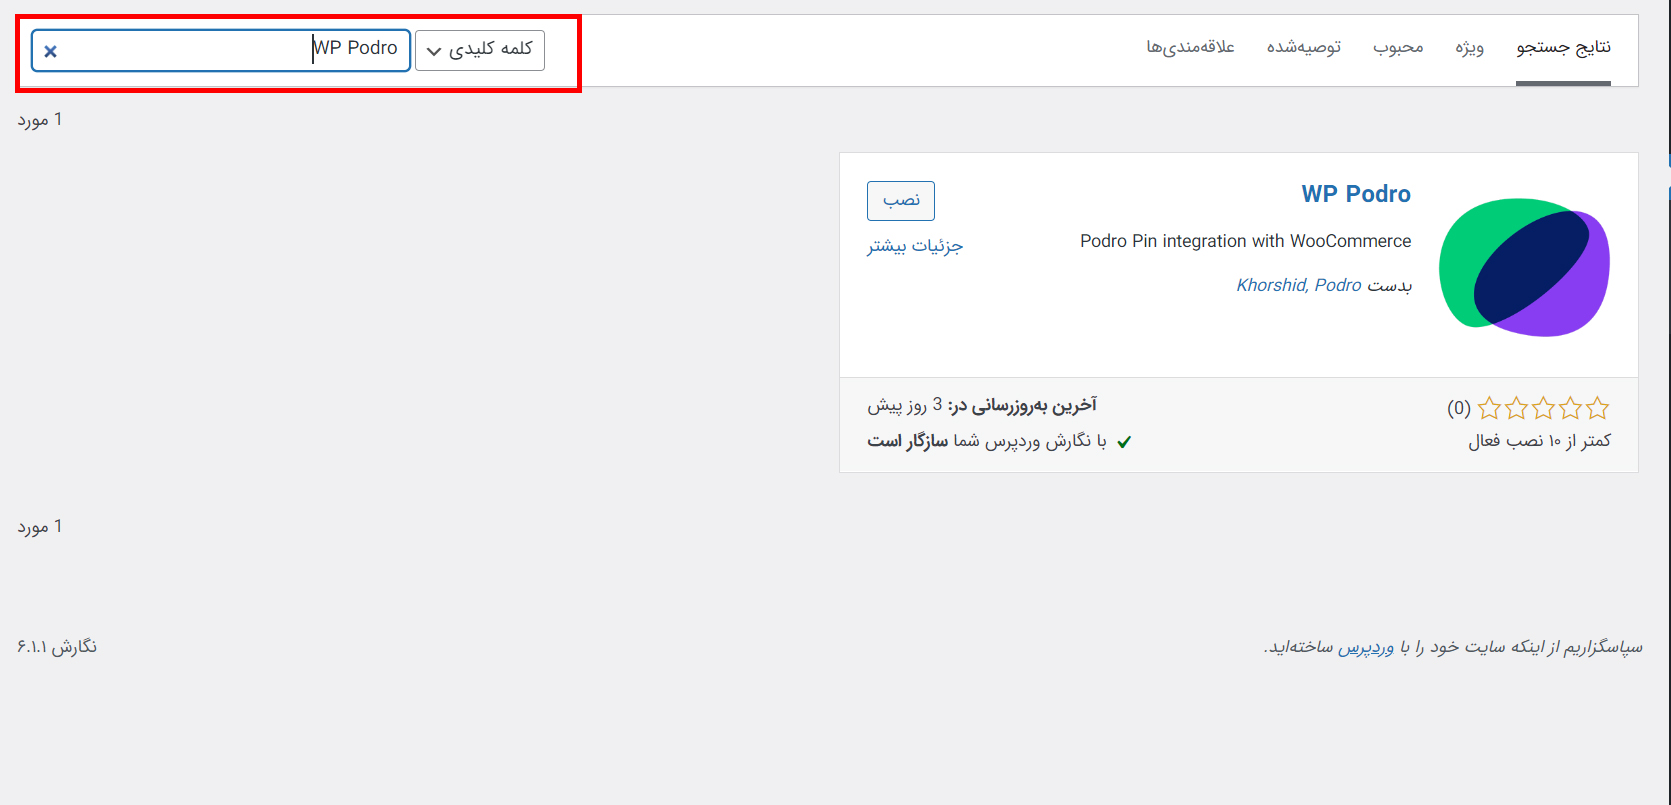 نتایج جستجو ویژه محبوب توصیه‌شده علاقه‌مندی‌ها کلمه کلیدی WP Podro
1 مورد
WP Podro
Podro Pin integration with WooCommerce
بدست Khorshid, Podro
نصب
جزئیات بیشتر
(0)
کمتر از ۱۰ نصب فعال
آخرین به‌روزرسانی در: 3 روز پیش
با نگارش وردپرس شما سازگار است
1 مورد
سپاسگزاریم از اینکه سایت خود را با وردپرس ساخته‌اید.
نگارش ۶.۱.۱